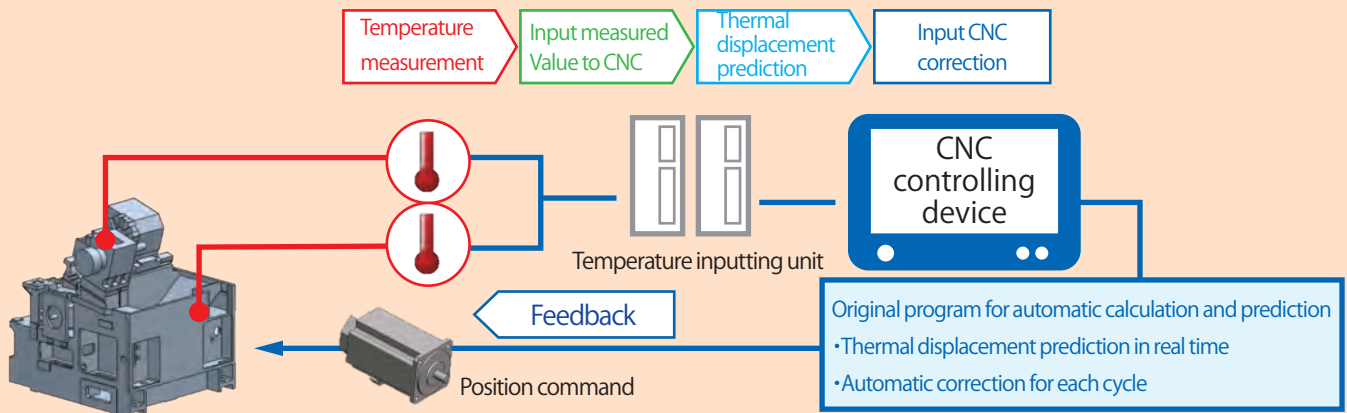 Temperature
measurement
Input measured
Value to CNC
Thermal
displacement
prediction
Input CNC
correction
CNC
controlling
device
Temperature inputting unit
Feedback
Position command
Original program for automatic calculation and prediction
・Thermal displacement prediction in real time
・Automatic correction for each cycle